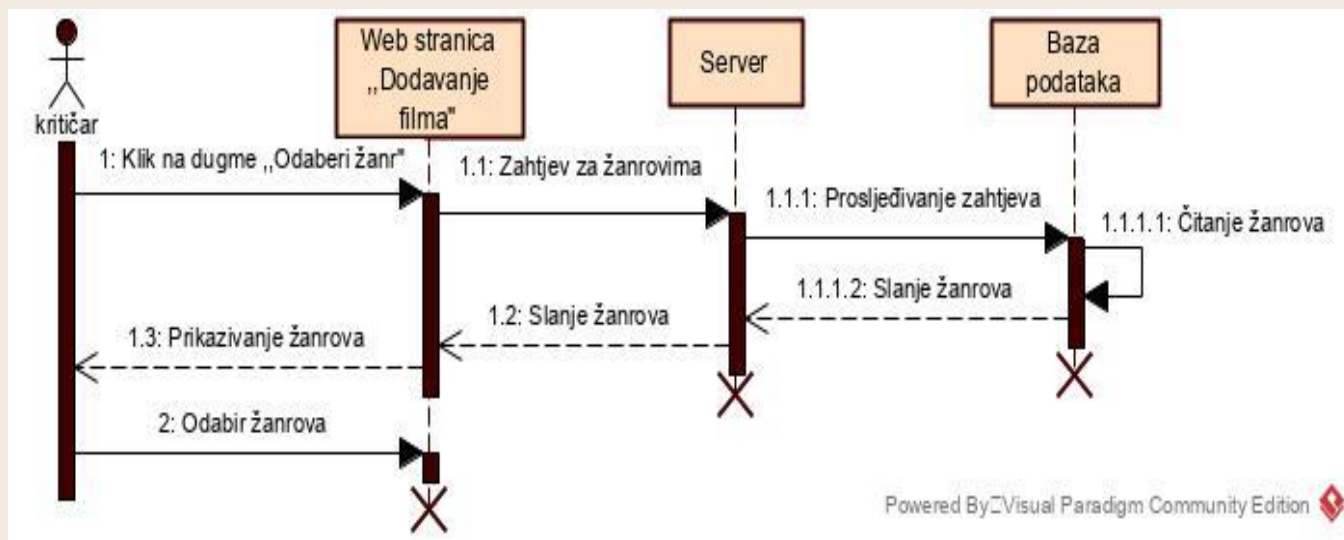 Web stranica
,,Dodavanje
filma"
Server
Baza
podataka
kritičar
1: Klik na dugme ,,Odaberi žanr"
1.1: Zahtjev za žanrovima
1.1.1: Prosljeđivanje zahtjeva
1.1.1.1: Čitanje žanrova
1.1.1.2: Slanje žanrova
1.2: Slanje žanrova
1.3: Prikazivanje žanrova
2: Odabir žanrova
Powered By Visual Paradigm Community Edition